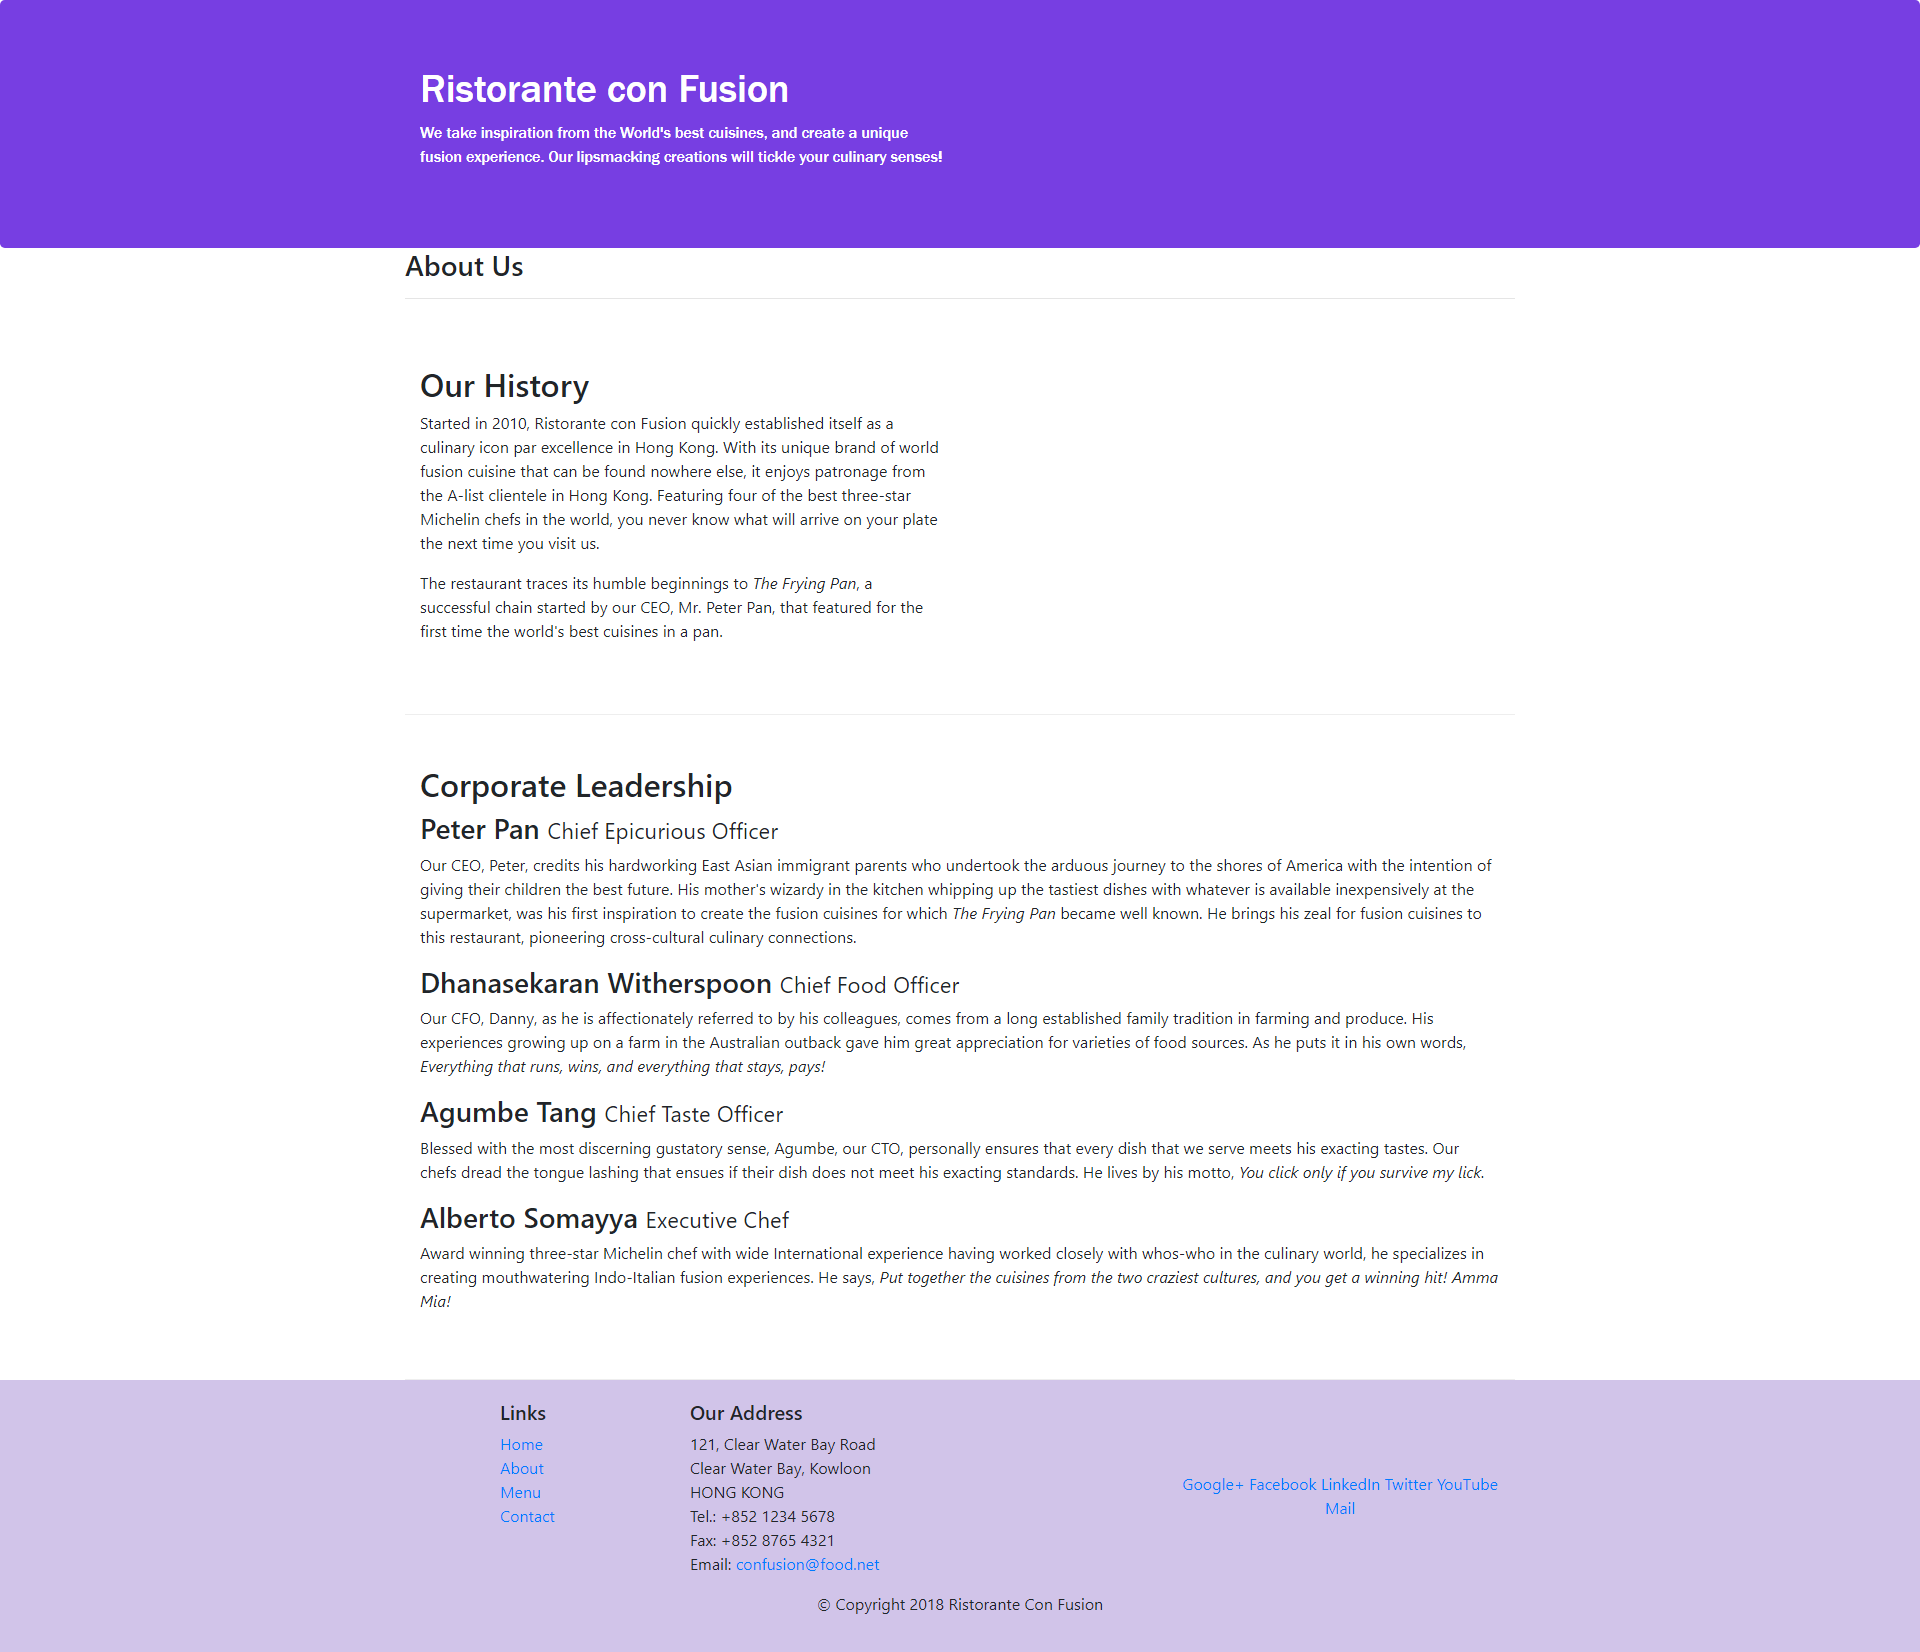 Ristorante con Fusion
We take inspiration from the World's best cuisines, and create a unique
fusion experience. Our lipsmacking creations will tickle your culinary senses!
About Us
Our History
Started in 2010, Ristorante con Fusion quickly established itself as a
culinary icon par excellence in Hong Kong. With its unique brand of world
fusion cuisine that can be found nowhere else, it enjoys patronage from
the A-list clientele in Hong Kong. Featuring four of the best three-star
Michelin chefs in the world, you never know what will arrive on your plate
the next time you visit us.
The restaurant traces its humble beginnings to The Frying Pan, a
successful chain started by our CEO, Mr. Peter Pan, that featured for the
first time the world's best cuisines in a pan.
Corporate Leadership
Peter Pan Chief Epicurious Officer
Our CEO, Peter, credits his hardworking East Asian immigrant parents who undertook the arduous journey to the shores of America with the intention of
giving their children the best future. His mother's wizardy in the kitchen whipping up the tastiest dishes with whatever is available inexpensively at the
supermarket, was his first inspiration to create the fusion cuisines for which The Frying Pan became well known. He brings his zeal for fusion cuisines to
this restaurant, pioneering cross-cultural culinary connections.
Dhanasekaran Witherspoon Chief Food Officer
Our CFO, Danny, as he is affectionately referred to by his colleagues, comes from a long established family tradition in farming and produce. His
experiences growing up on a farm in the Australian outback gave him great appreciation for varieties of food sources. As he puts it in his own words,
Everything that runs, wins, and everything that stays, pays!
Agumbe Tang Chief Taste Officer
Blessed with the most discerning gustatory sense, Agumbe, our CTO, personally ensures that every dish that we serve meets his exacting tastes. Our
chefs dread the tongue lashing that ensues if their dish does not meet his exacting standards. He lives by his motto, You click only if you survive my lick.
Alberto Somayya Executive Chef
Award winning three-star Michelin chef with wide International experience having worked closely with whos-who in the culinary world, he specializes in
creating mouthwatering Indo-Italian fusion experiences. He says, Put together the cuisines from the two craziest cultures, and you get a winning hit! Amma
Mia!
Links
Home
About
Menu
Contact
Our Address
121, Clear Water Bay Road
Clear Water Bay, Kowloon
HONG KONG
Tel.: +852 1234 5678
Fax: +852 8765 4321
Email: confusion@food.net
Google+ Facebook LinkedIn Twitter YouTube
Mail
© Copyright 2018 Ristorante Con Fusion